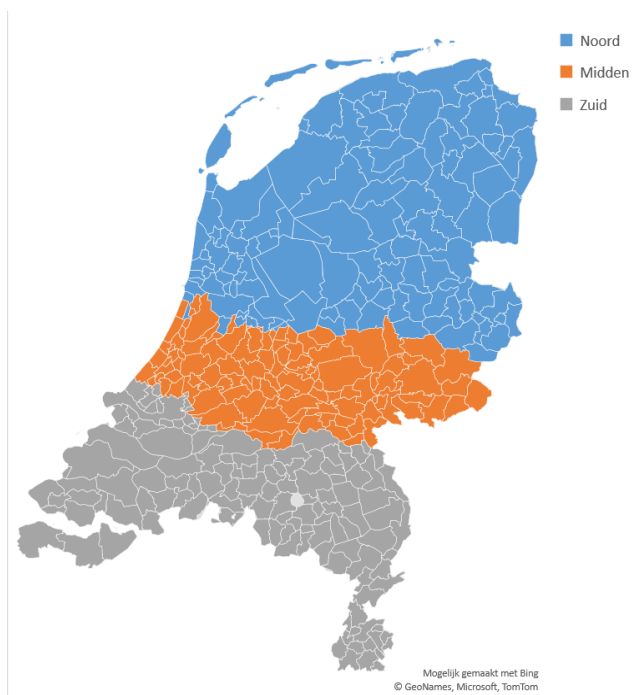 Noord
Midden
Zuid
Mogelijk gemaakt met Bing
© GeoNames, Microsoft, TomTom